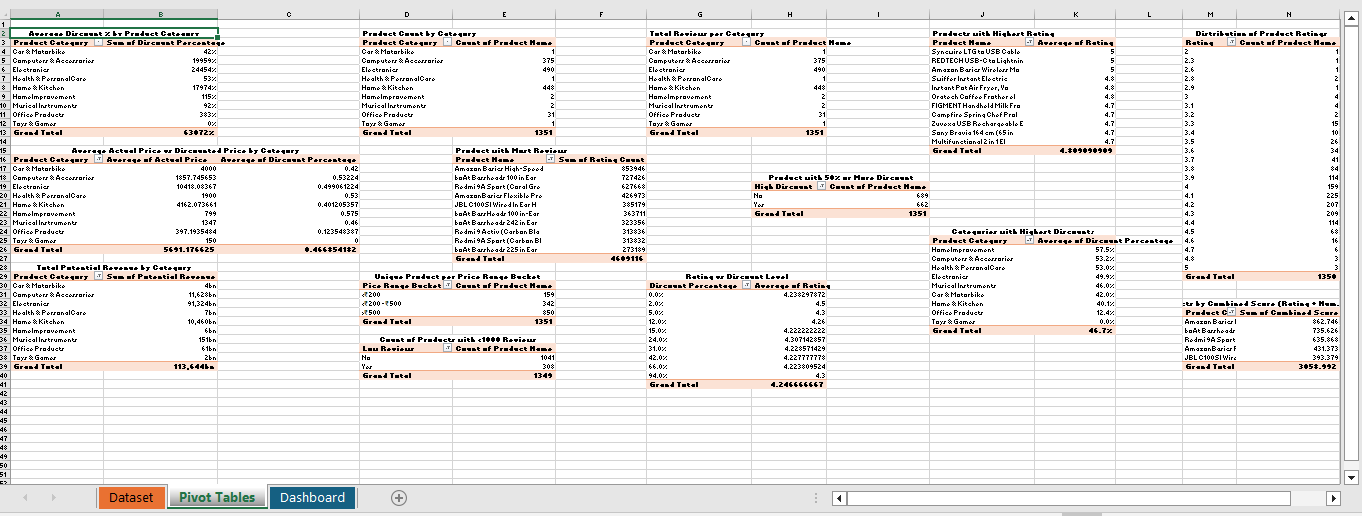 A B C D E F G H I J K L M N
Average Discount % by Product Category
Product Category Sum of Discount Percentage
Car & Motorbike 42%
Computers & Accessories 19959%
Electronics 24454%
Health & PersonalCare 53%
Home & Kitchen 17974%
HomeImprovement 115%
Musical Instruments 92%
Office Products 383%
Toys & Games 0%
Grand Total 63072%
Product Count by Category
Product Category Count of Product Name
Car & Motorbike 1
Computers & Accessories 375
Electronics 490
Health & PersonalCare 1
Home & Kitchen 448
HomeImprovement 2
Musical Instruments 2
Office Products 31
Toys & Games 1
Grand Total 1351
Total Reviews per Category
Product Category Count of Product Name
Car & Motorbike 1
Computers & Accessories 375
Electronics 490
Health & PersonalCare 1
Home & Kitchen 448
HomeImprovement 2
Musical Instruments 2
Office Products 31
Toys & Games 1
Grand Total 1351
Products with Highest Rating
Product Name Average of Rating
Syncwire LTG to USB Cable 5
REDTECH USB-C to Lightnin 5
Amazon Basics Wireless Mo 5
Swiffer Instant Electric 4.8
Instant Pot Air Fryer, Vo 4.8
Oratech Coffee Frother el 4.8
FIGMENT Handheld Milk Fro 4.7
Campfire Spring Chef Prol 4.7
Zuvexa USB Rechargeable E 4.7
Sony Bravia 164 cm (65 in 4.7
Multifunctional 2 in 1 El 4.7
Grand Total 4.809090909
Distribution of Product Ratings
Rating Count of Product Name
2 1
2.3 1
2.6 1
2.8 2
2.9 1
3 4
3.1 4
3.2 2
3.3 15
3.4 10
3.5 26
3.6 34
3.7 41
3.8 84
3.9 114
4 159
4.1 225
4.2 207
4.3 209
4.4 114
4.5 68
4.6 16
4.7 6
4.8 3
5 3
Grand Total 1350
Average Actual Price vs Discounted Price by Category
Product Category Average of Actual Price Average of Discount Percentage
Car & Motorbike 4000 0.42
Computers & Accessories 1857.745653 0.53224
Electronics 10418.08367 0.499061224
Health & PersonalCare 1900 0.53
Home & Kitchen 4162.073661 0.401205357
HomeImprovement 799 0.575
Musical Instruments 1347 0.46
Office Products 397.1935484 0.123548387
Toys & Games 150 0
Grand Total 5691.176625 0.466854182
Product with Most Reviews
Product Name Sum of Rating Count
Amazon Basics High-Speed 853946
boAt Bassheads 100 in Ear 727426
Redmi 9A Sport (Coral Gre 627668
AmazonBasics Flexible Pre 426973
JBL C100SI Wired In Ear H 385179
boAt BassHeads 100 in-Ear 363711
boAt Bassheads 242 in Ear 323356
Redmi 9 Activ (Carbon Bla 313836
Redmi 9A Sport (Carbon Bl 313832
boAt Bassheads 225 in Ear 273189
Grand Total 4609116
Product with 50% or More Discount
High Discount Count of Product Name
No 689
Yes 662
Grand Total 1351
Categories with Highest Discounts
Product Category Average of Discount Percentage
HomeImprovement 57.5%
Computers & Accessories 53.2%
Health & PersonalCare 53.0%
Electronics 49.9%
Musical Instruments 46.0%
Car & Motorbike 42.0%
Home & Kitchen 40.1%
Office Products 12.4%
Toys & Games 0.0%
Grand Total 46.7%
Total Potential Revenue by Category
Product Category Sum of Potential Revenue
Car & Motorbike 4bn
Computers & Accessories 11,628bn
Electronics 91,324bn
Health & PersonalCare 7bn
Home & Kitchen 10,460bn
HomeImprovement 6bn
Musical Instruments 151bn
Office Products 61bn
Toys & Games 2bn
Grand Total 113,644bn
Unique Product per Price Range Bucket
Pice Range Bucket Count of Product Name
<₹200 159
₹200-₹500 342
>₹500 850
Grand Total 1351
Count of Products with <1000 Reviews
Low Reviews Count of Product Name
No 1041
Yes 308
Grand Total 1349
Rating vs Discount Level
Discount Percentage Average of Rating
0.0% 4.238297872
2.0% 4.5
5.0% 4.3
12.0% 4.26
15.0% 4.222222222
24.0% 4.307142857
31.0% 4.228571429
42.0% 4.227777778
66.0% 4.223809524
94.0% 4.3
Grand Total 4.246666667
cts by Combined Score (Rating + Num.
Product C Sum of Combined Score
Amazon Basics I 862.746
boAt Bassheads 735.626
Redmi 9A Sport 635.868
AmazonBasics F 431.373
JBL C100SI Wire 393.379
Grand Total 3058.992
Dataset Pivot Tables Dashboard